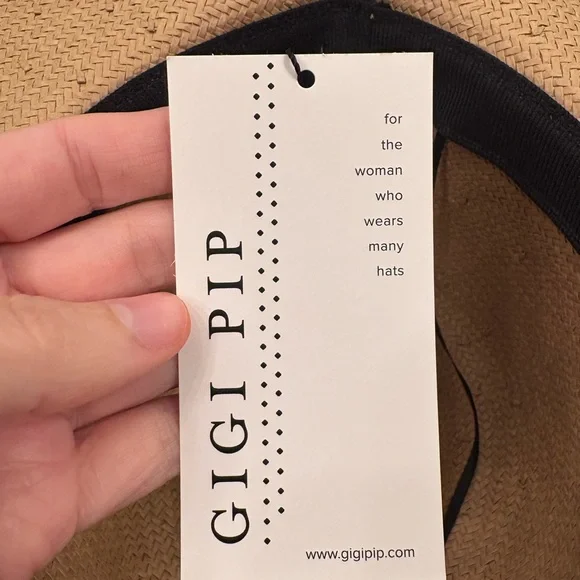 GIGI PIP
for
the
woman
who
wears
many
hats
www.gigipip.com